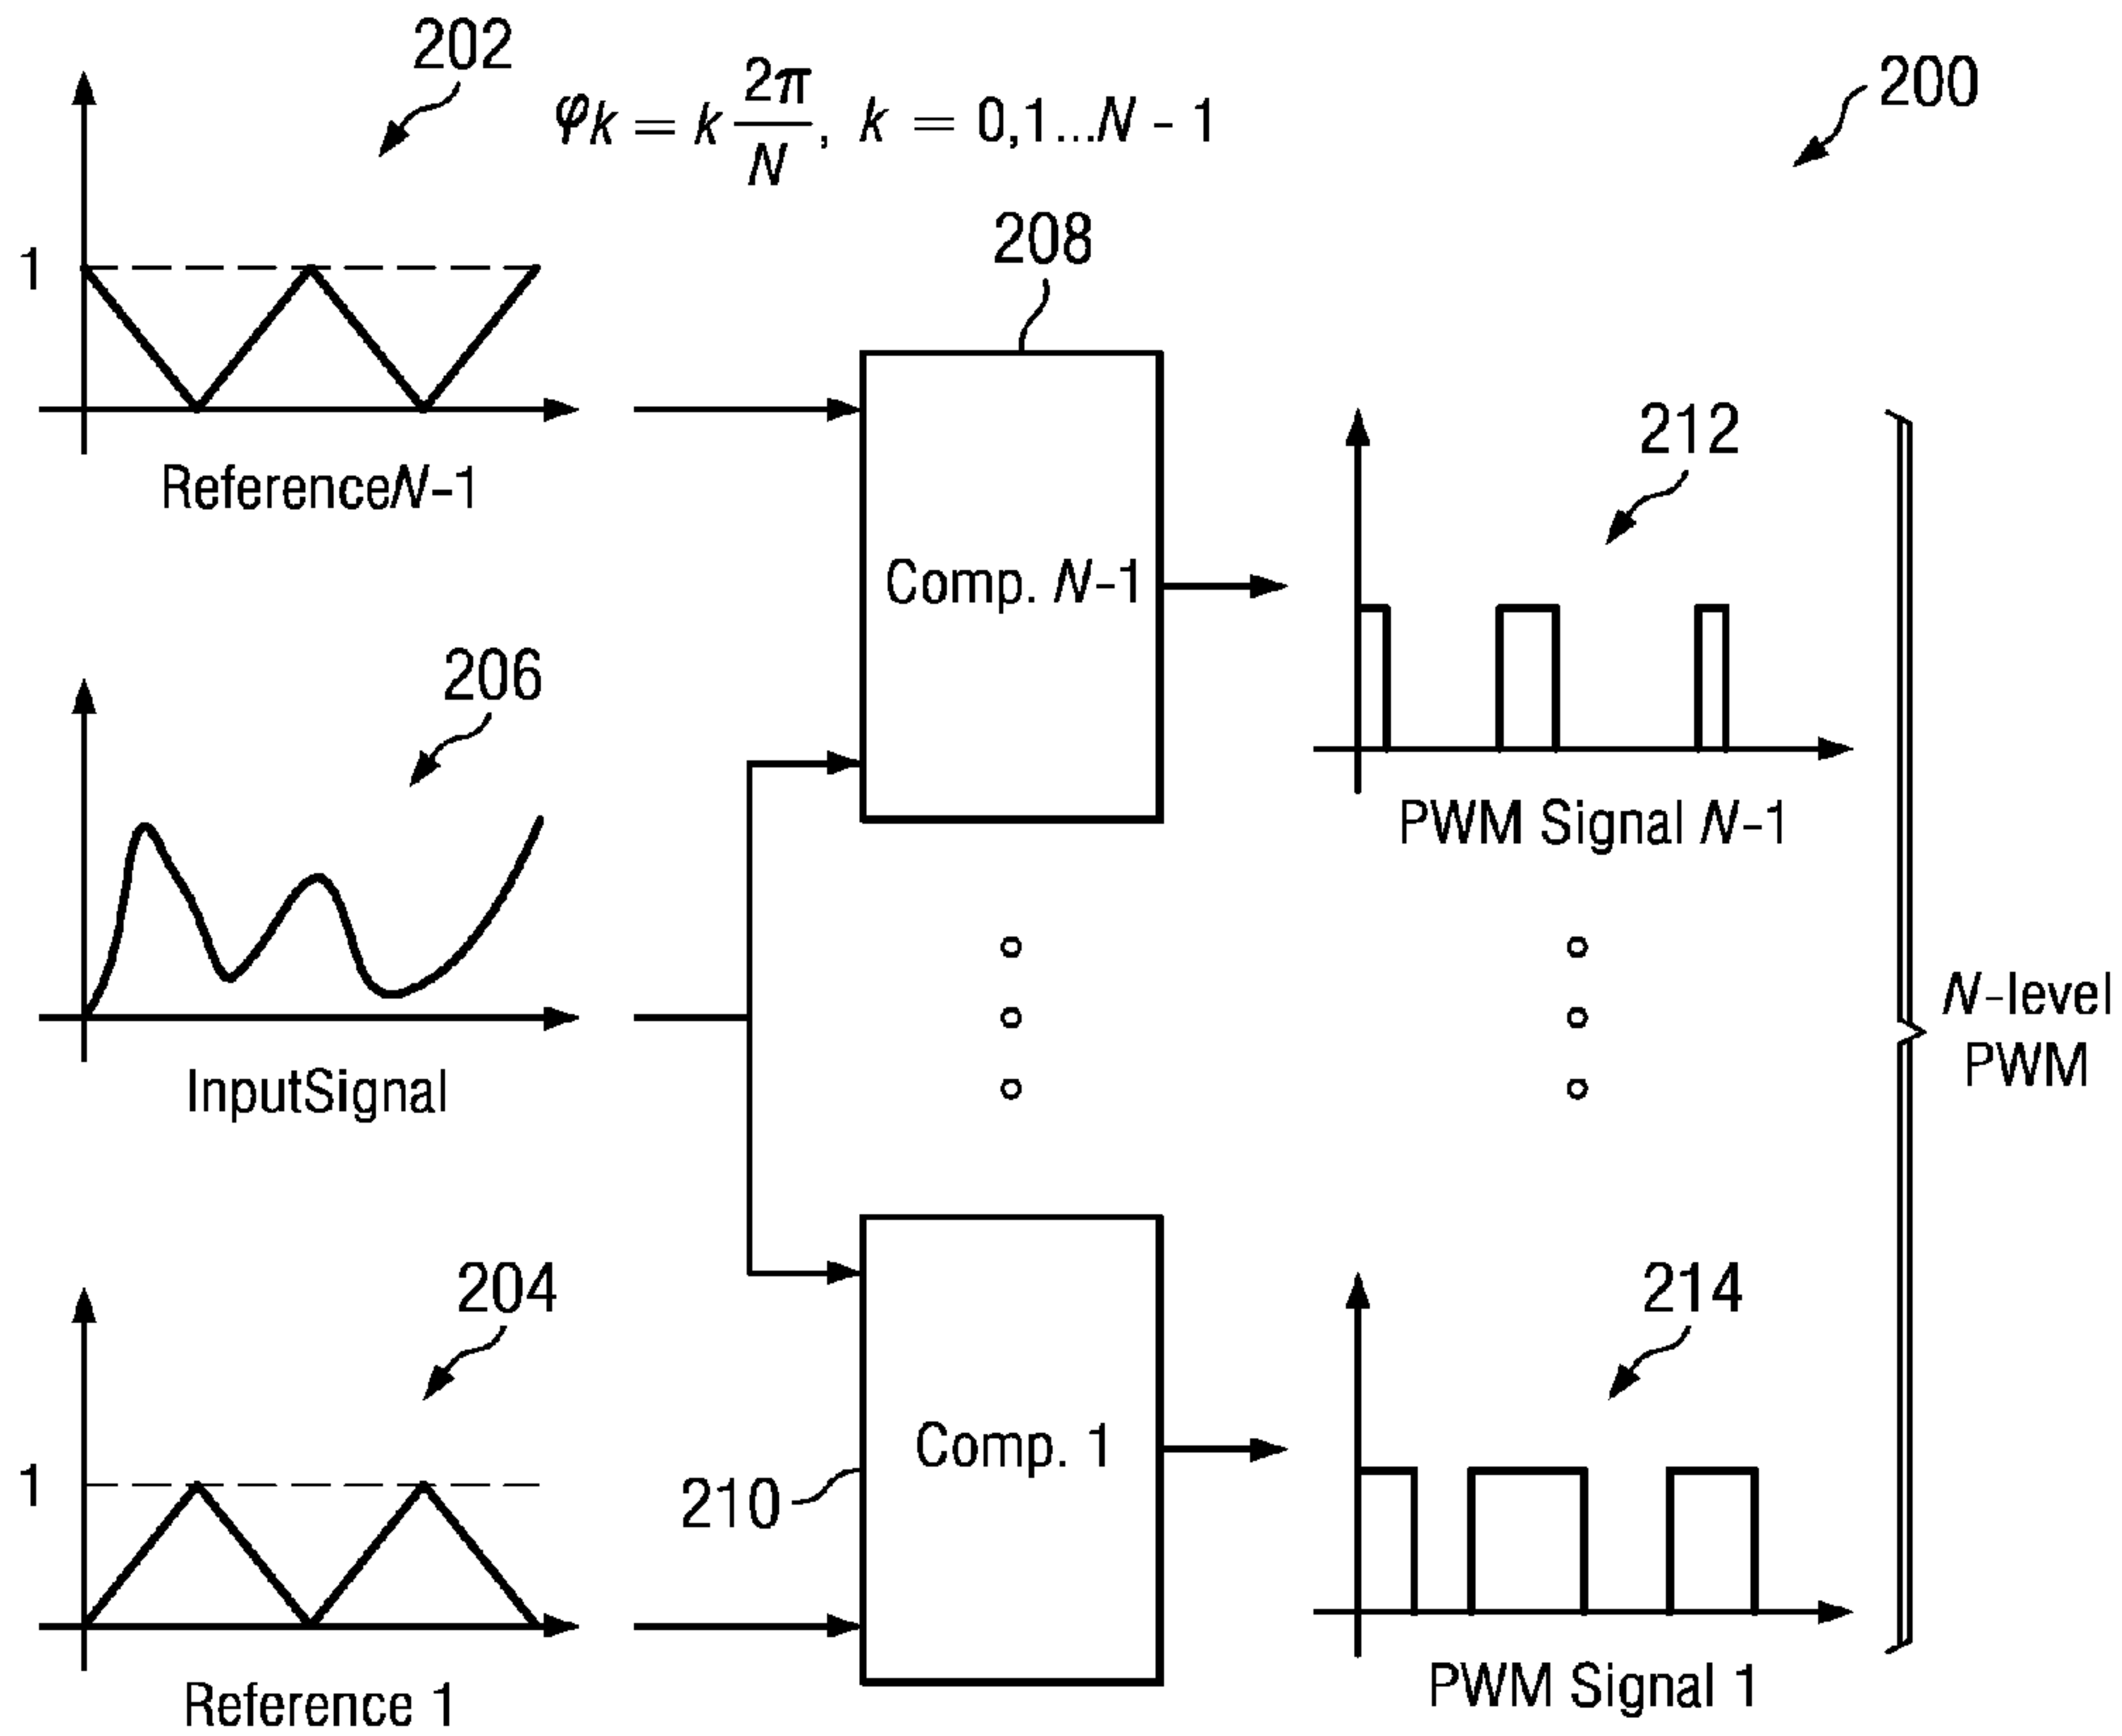 202
φk = k 2π/N, k = 0,1...N - 1
200
1
208
ReferenceN-1
Comp. N-1
212
PWM Signal N-1
206
InputSignal
N-level
PWM
204
1
210
Comp. 1
214
Reference 1
PWM Signal 1